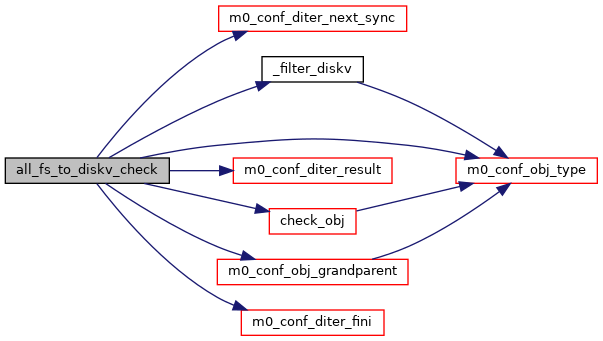 m0_conf_diter_next_sync
_filter_diskv
all_fs_to_diskv_check
m0_conf_diter_result
m0_conf_obj_type
check_obj
m0_conf_obj_grandparent
m0_conf_diter_fini